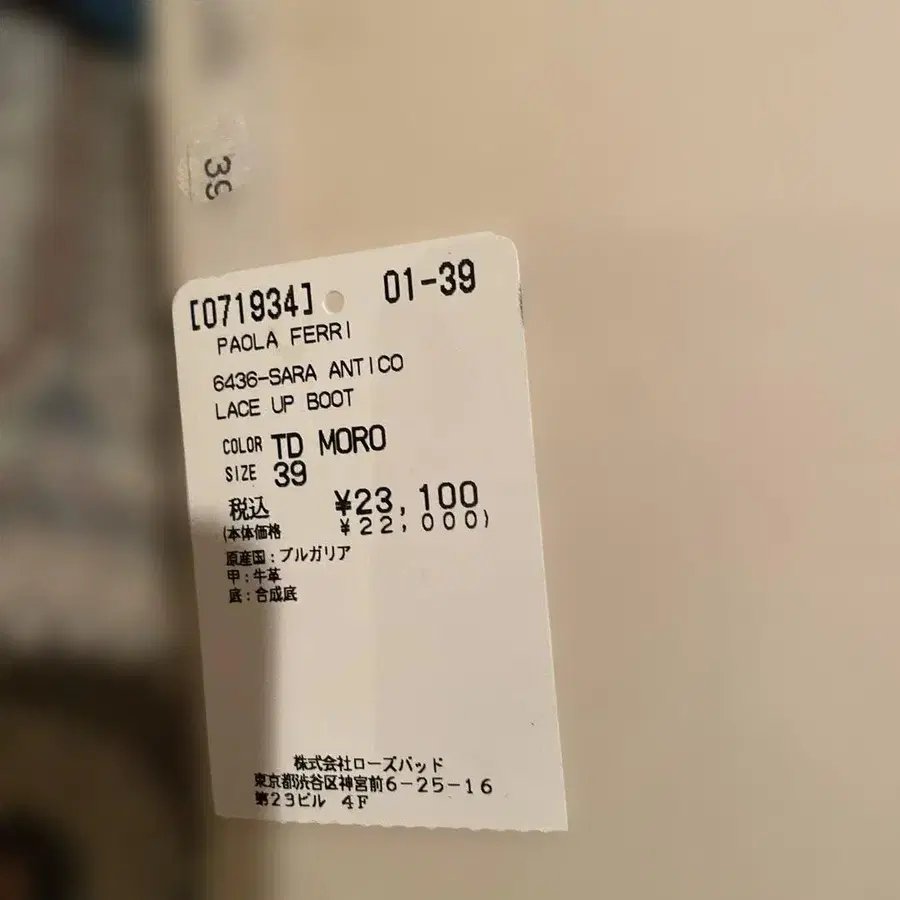 39
[071934] 01-39
PAOLA FERRI
6436-SARA ANTICO
LACE UP BOOT
COLOR TD MORO
SIZE 39
税込 ¥23,100
(本体価格 ¥22,000)
原産国:ブルガリア
甲:牛革
底:合成底
株式会社ローズバッド
東京都渋谷区神宮前6-25-16
第23ビル 4F